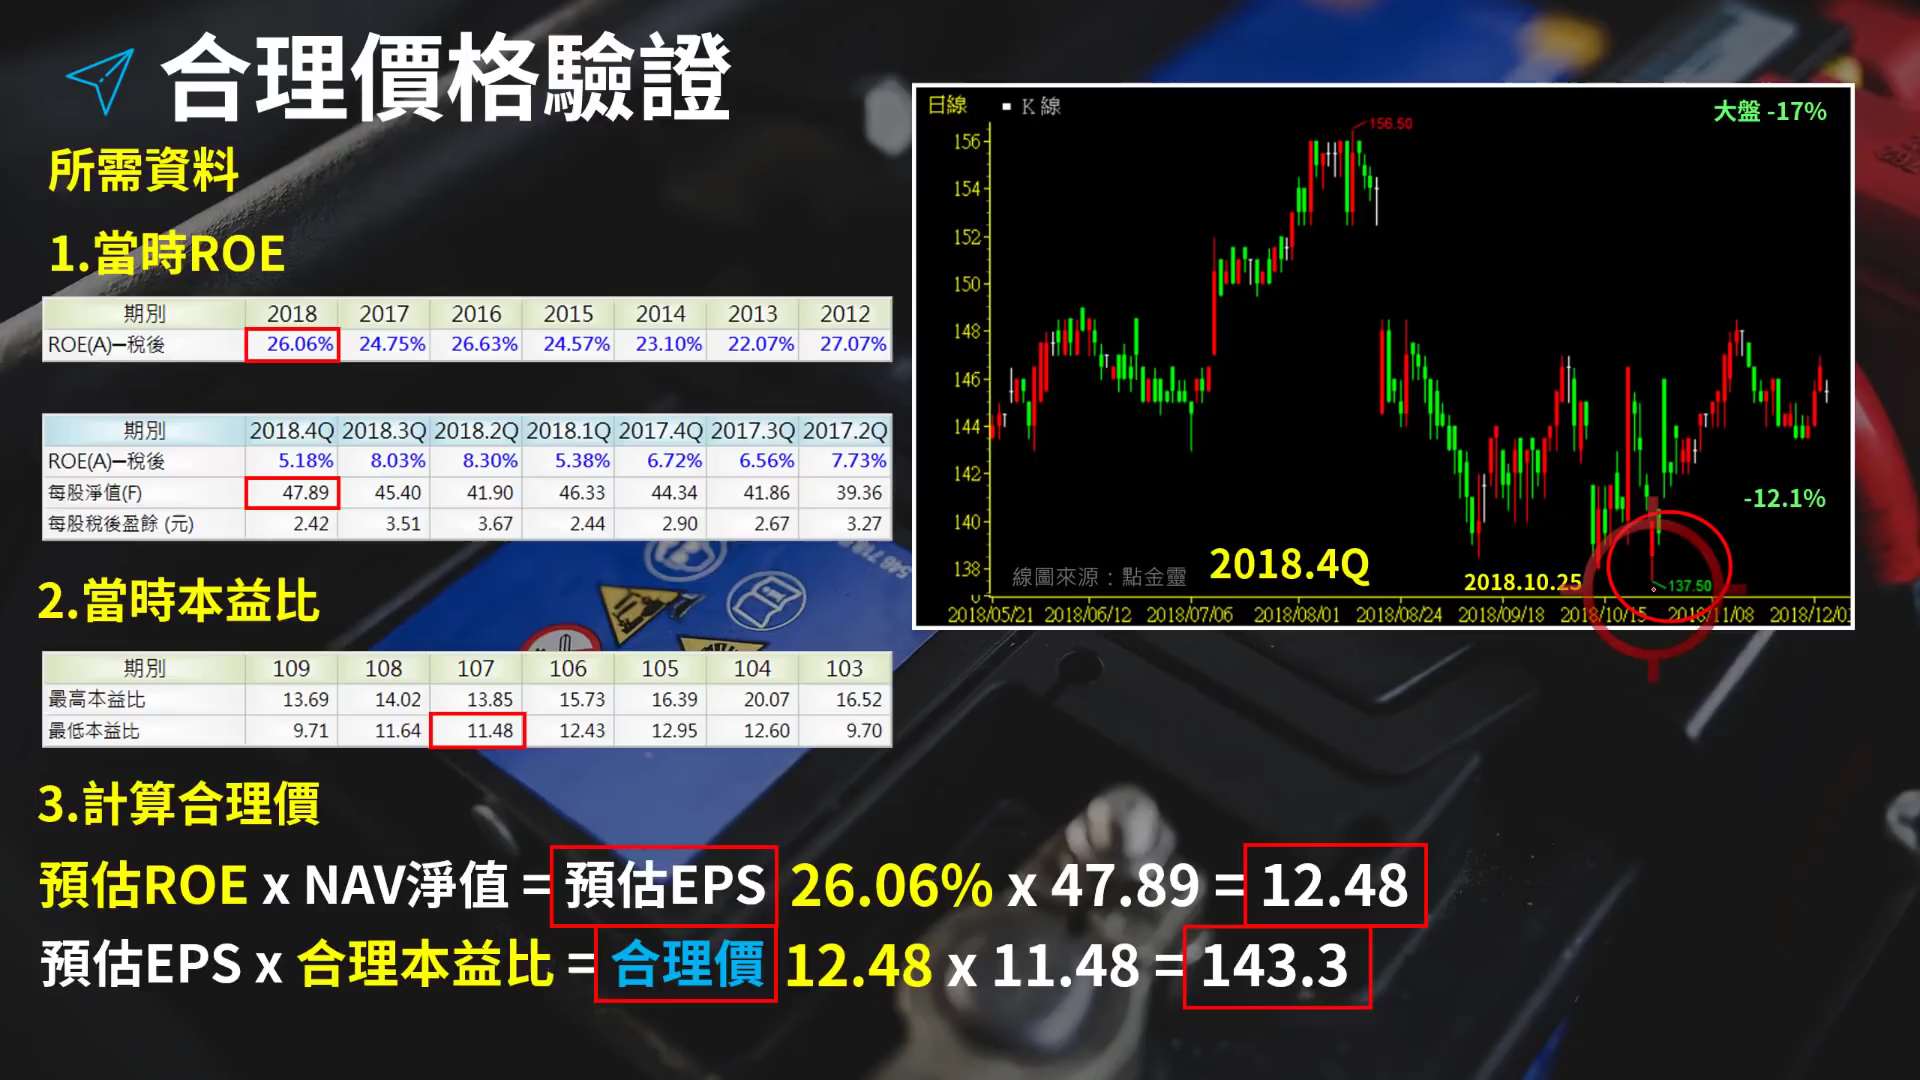 合理價格驗證
所需資料
1.當時ROE
期別 2018 2017 2016 2015 2014 2013 2012
ROE(A)─稅後 26.06% 24.75% 26.63% 24.57% 23.10% 22.07% 27.07%
期別 2018.4Q 2018.3Q 2018.2Q 2018.1Q 2017.4Q 2017.3Q 2017.2Q
ROE(A)─稅後 5.18% 8.03% 8.30% 5.38% 6.72% 6.56% 7.73%
每股淨值(F) 47.89 45.40 41.90 46.33 44.34 41.86 39.36
每股稅後盈餘 (元) 2.42 3.51 3.67 2.44 2.90 2.67 3.27
2.當時本益比
期別 109 108 107 106 105 104 103
最高本益比 13.69 14.02 13.85 15.73 16.39 20.07 16.52
最低本益比 9.71 11.64 11.48 12.43 12.95 12.60 9.70
3.計算合理價
預估ROE x NAV淨值 = 預估EPS 26.06% x 47.89 = 12.48
預估EPS x 合理本益比 = 合理價 12.48 x 11.48 = 143.3
日線 ■ K線
大盤 -17%
156.50
156
154
152
150
148
146
144
142
140
138
-12.1%
線圖來源：點金靈
2018.4Q
2018.10.25
137.50
2018/05/21 2018/06/12 2018/07/06 2018/08/01 2018/08/24 2018/09/18 2018/10/15 2018/11/08 2018/12/03